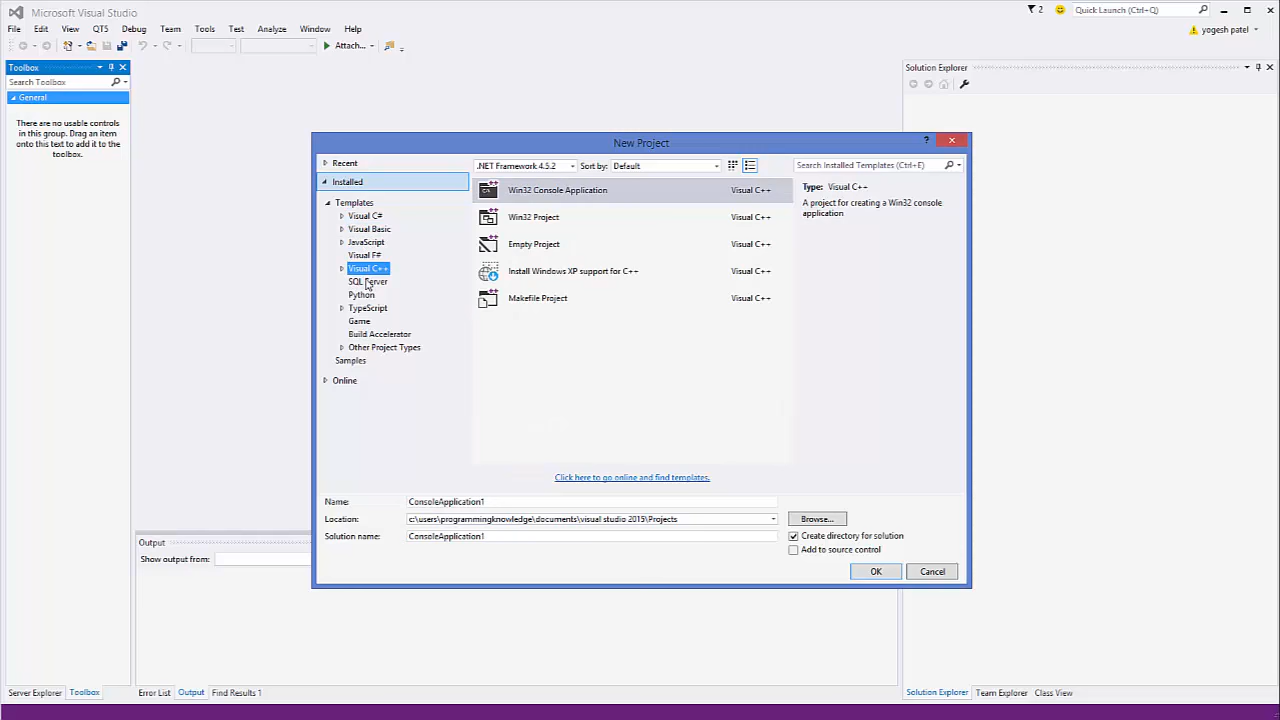 Microsoft Visual Studio
2
Quick Launch (Ctrl+Q)
File Edit View QT5 Debug Team Tools Test Analyze Window Help
yogesh patel
Attach...
Toolbox
Solution Explorer
Search Toolbox
General
There are no usable controls
in this group. Drag an item
onto this text to add it to the
toolbox.
New Project
?
Recent
.NET Framework 4.5.2
Sort by: Default
Search Installed Templates (Ctrl+E)
Installed
Templates
Visual C#
Visual Basic
JavaScript
Visual F#
Visual C++
SQL Server
Python
TypeScript
Game
Build Accelerator
Other Project Types
Samples
Online
Win32 Console Application Visual C++
Win32 Project Visual C++
Empty Project Visual C++
Install Windows XP support for C++ Visual C++
Makefile Project Visual C++
Type: Visual C++
A project for creating a Win32 console
application
Click here to go online and find templates.
Name: ConsoleApplication1
Location: c:\users\programmingknowledge\documents\visual studio 2015\Projects
Browse...
Solution name: ConsoleApplication1
Create directory for solution
Add to source control
OK Cancel
Output
Show output from:
Server Explorer Toolbox
Error List Output Find Results 1
Solution Explorer Team Explorer Class View